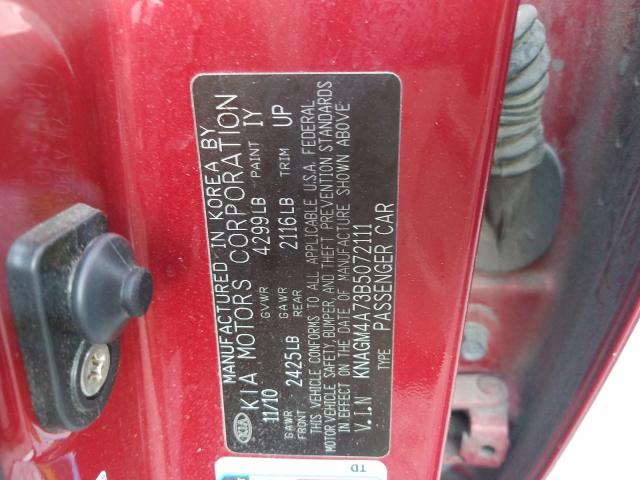 MANUFACTURED IN KOREA BY
KIA KIA MOTORS CORPORATION
11/10 GVWR 4299LB PAINT IY
GAWR FRONT 2425LB GAWR REAR 2116LB TRIM UP
THIS VEHICLE CONFORMS TO ALL APPLICABLE U.S.A. FEDERAL
MOTOR VEHICLE SAFETY, BUMPER, AND THEFT PREVENTION STANDARDS
IN EFFECT ON THE DATE OF MANUFACTURE SHOWN ABOVE
V.I.N KNAGM4A73B5072111
TYPE PASSENGER CAR
TD